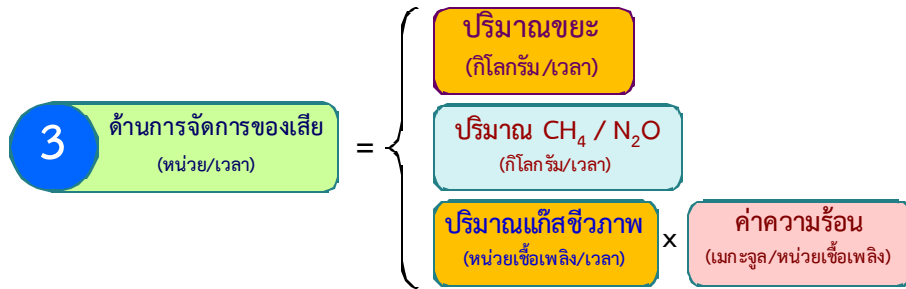 3
ด้านการจัดการของเสีย
(หน่วย/เวลา)
=
ปริมาณขยะ
(กิโลกรัม/เวลา)
ปริมาณ CH₄ / N₂O
(กิโลกรัม/เวลา)
ปริมาณแก๊สชีวภาพ
(หน่วยเชื้อเพลิง/เวลา)
x
ค่าความร้อน
(เมกะจูล/หน่วยเชื้อเพลิง)